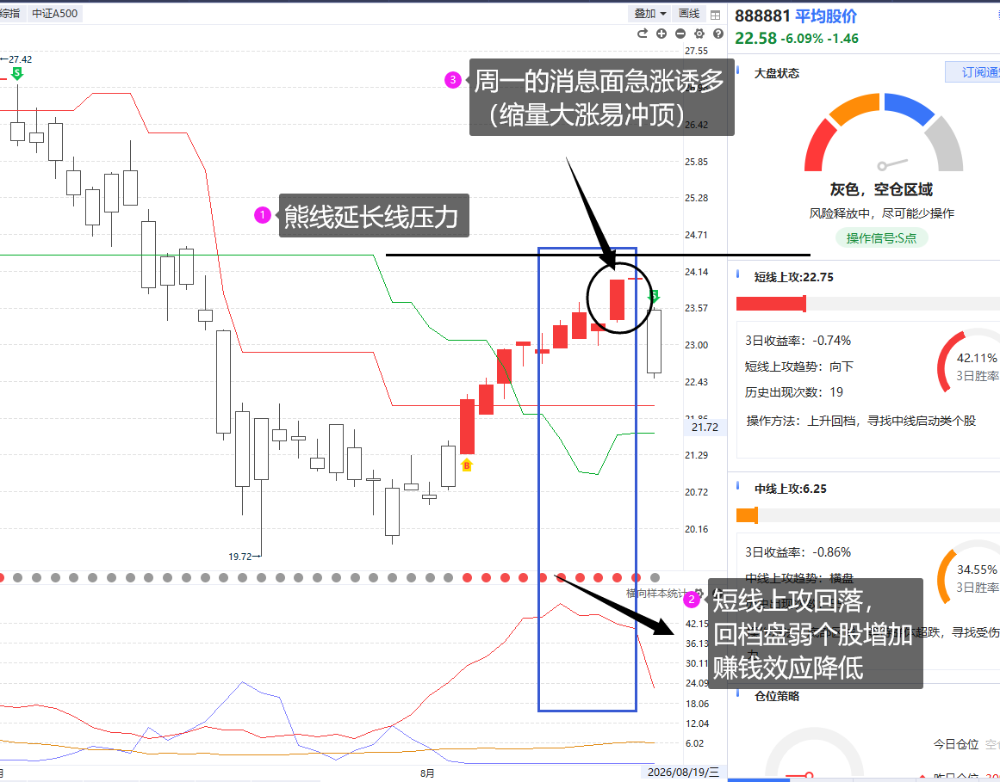 综指 中证A500
叠加 画线
888881 平均股价
22.58 -6.09% -1.46
大盘状态
订阅通
灰色，空仓区域
风险释放中，尽可能少操作
操作信号:S点
短线上攻:22.75
3日收益率： -0.74%
短线上攻趋势：向下
历史出现次数： 19
42.11%
3日胜率
操作方法：上升回档，寻找中线启动类个股
中线上攻:6.25
3日收益率： -0.86%
中线上攻趋势：横盘
34.55%
3日胜率
超跌，寻找受伤
仓位策略
今日仓位
昨日仓位
27.42
S
3
周一的消息面急涨诱多
（缩量大涨易冲顶）
1
熊线延长线压力
B
19.72
27.55
26.42
25.85
25.28
24.71
24.14
23.57
23.00
22.43
21.86
21.72
21.29
20.72
20.16
横向样本统计
2
短线上攻回落，
回档盘弱个股增加
赚钱效应降低
42.15
36.13
30.11
24.09
18.06
12.04
6.02
月
8月
2026/08/19/三